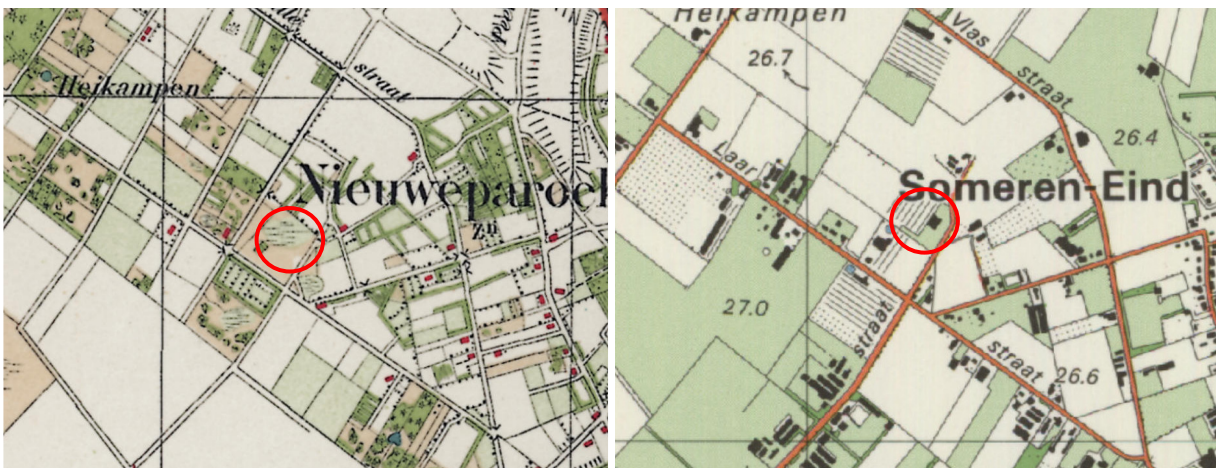 Heikampen
straat
Nieuweparoch
zn
Heikampen
26.7
Vlas
straat
26.4
Laar
Someren-Eind
27.0
straat
straat
26.6